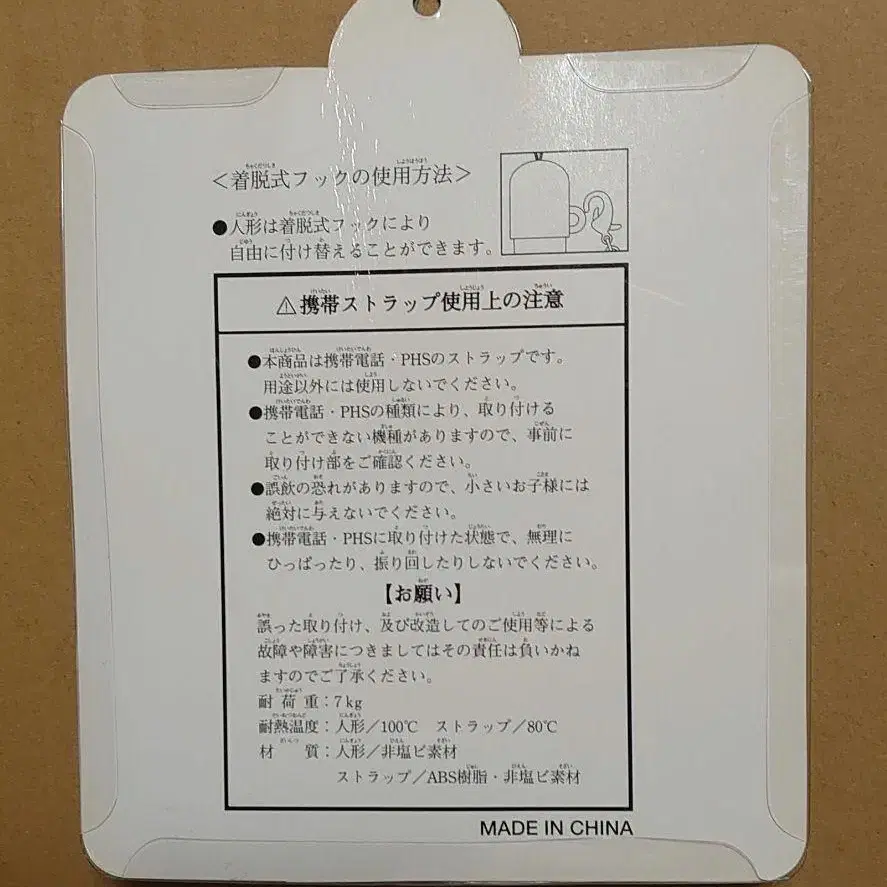 ＜着脱式フックの使用方法＞
●人形は着脱式フックにより
自由に付け替えることができます。
⚠携帯ストラップ使用上の注意
●本商品は携帯電話・PHSのストラップです。
用途以外には使用しないでください。
●携帯電話・PHSの種類により、取り付ける
ことができない機種がありますので、事前に
取り付け部をご確認ください。
●誤飲の恐れがありますので、小さいお子様には
絶対に与えないでください。
●携帯電話・PHSに取り付けた状態で、無理に
ひっぱったり、振り回したりしないでください。
【お願い】
誤った取り付け、及び改造してのご使用等による
故障や障害につきましてはその責任は負いかね
ますのでご了承ください。
耐荷重：7kg
耐熱温度：人形／100℃　ストラップ／80℃
材　質：人形／非塩ビ素材
ストラップ／ABS樹脂・非塩ビ素材
MADE IN CHINA